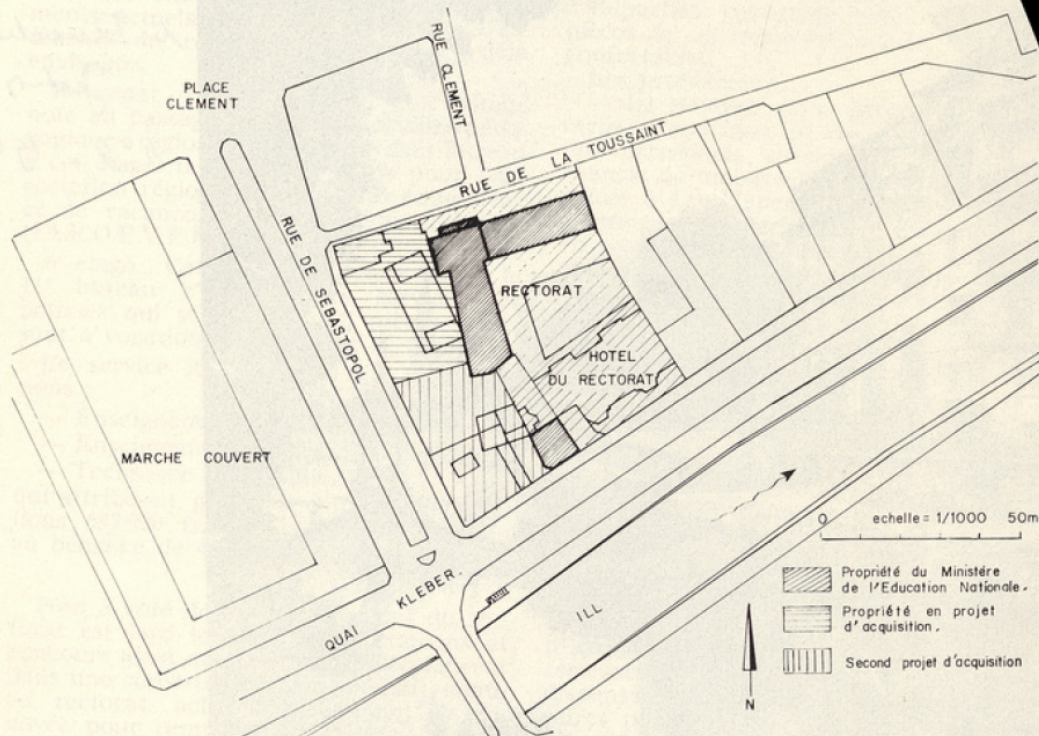 PLACE
CLEMENT
RUE CLEMENT
RUE DE LA TOUSSAINT
RUE DE SEBASTOPOL
RECTORAT
HOTEL
DU RECTORAT
MARCHE COUVERT
QUAI KLEBER.
ILL
0 echelle = 1/1000 50m
Propriété du Ministére
de l'Education Nationale.
Propriété en projet
d'acquisition.
Second projet d'acquisition
N